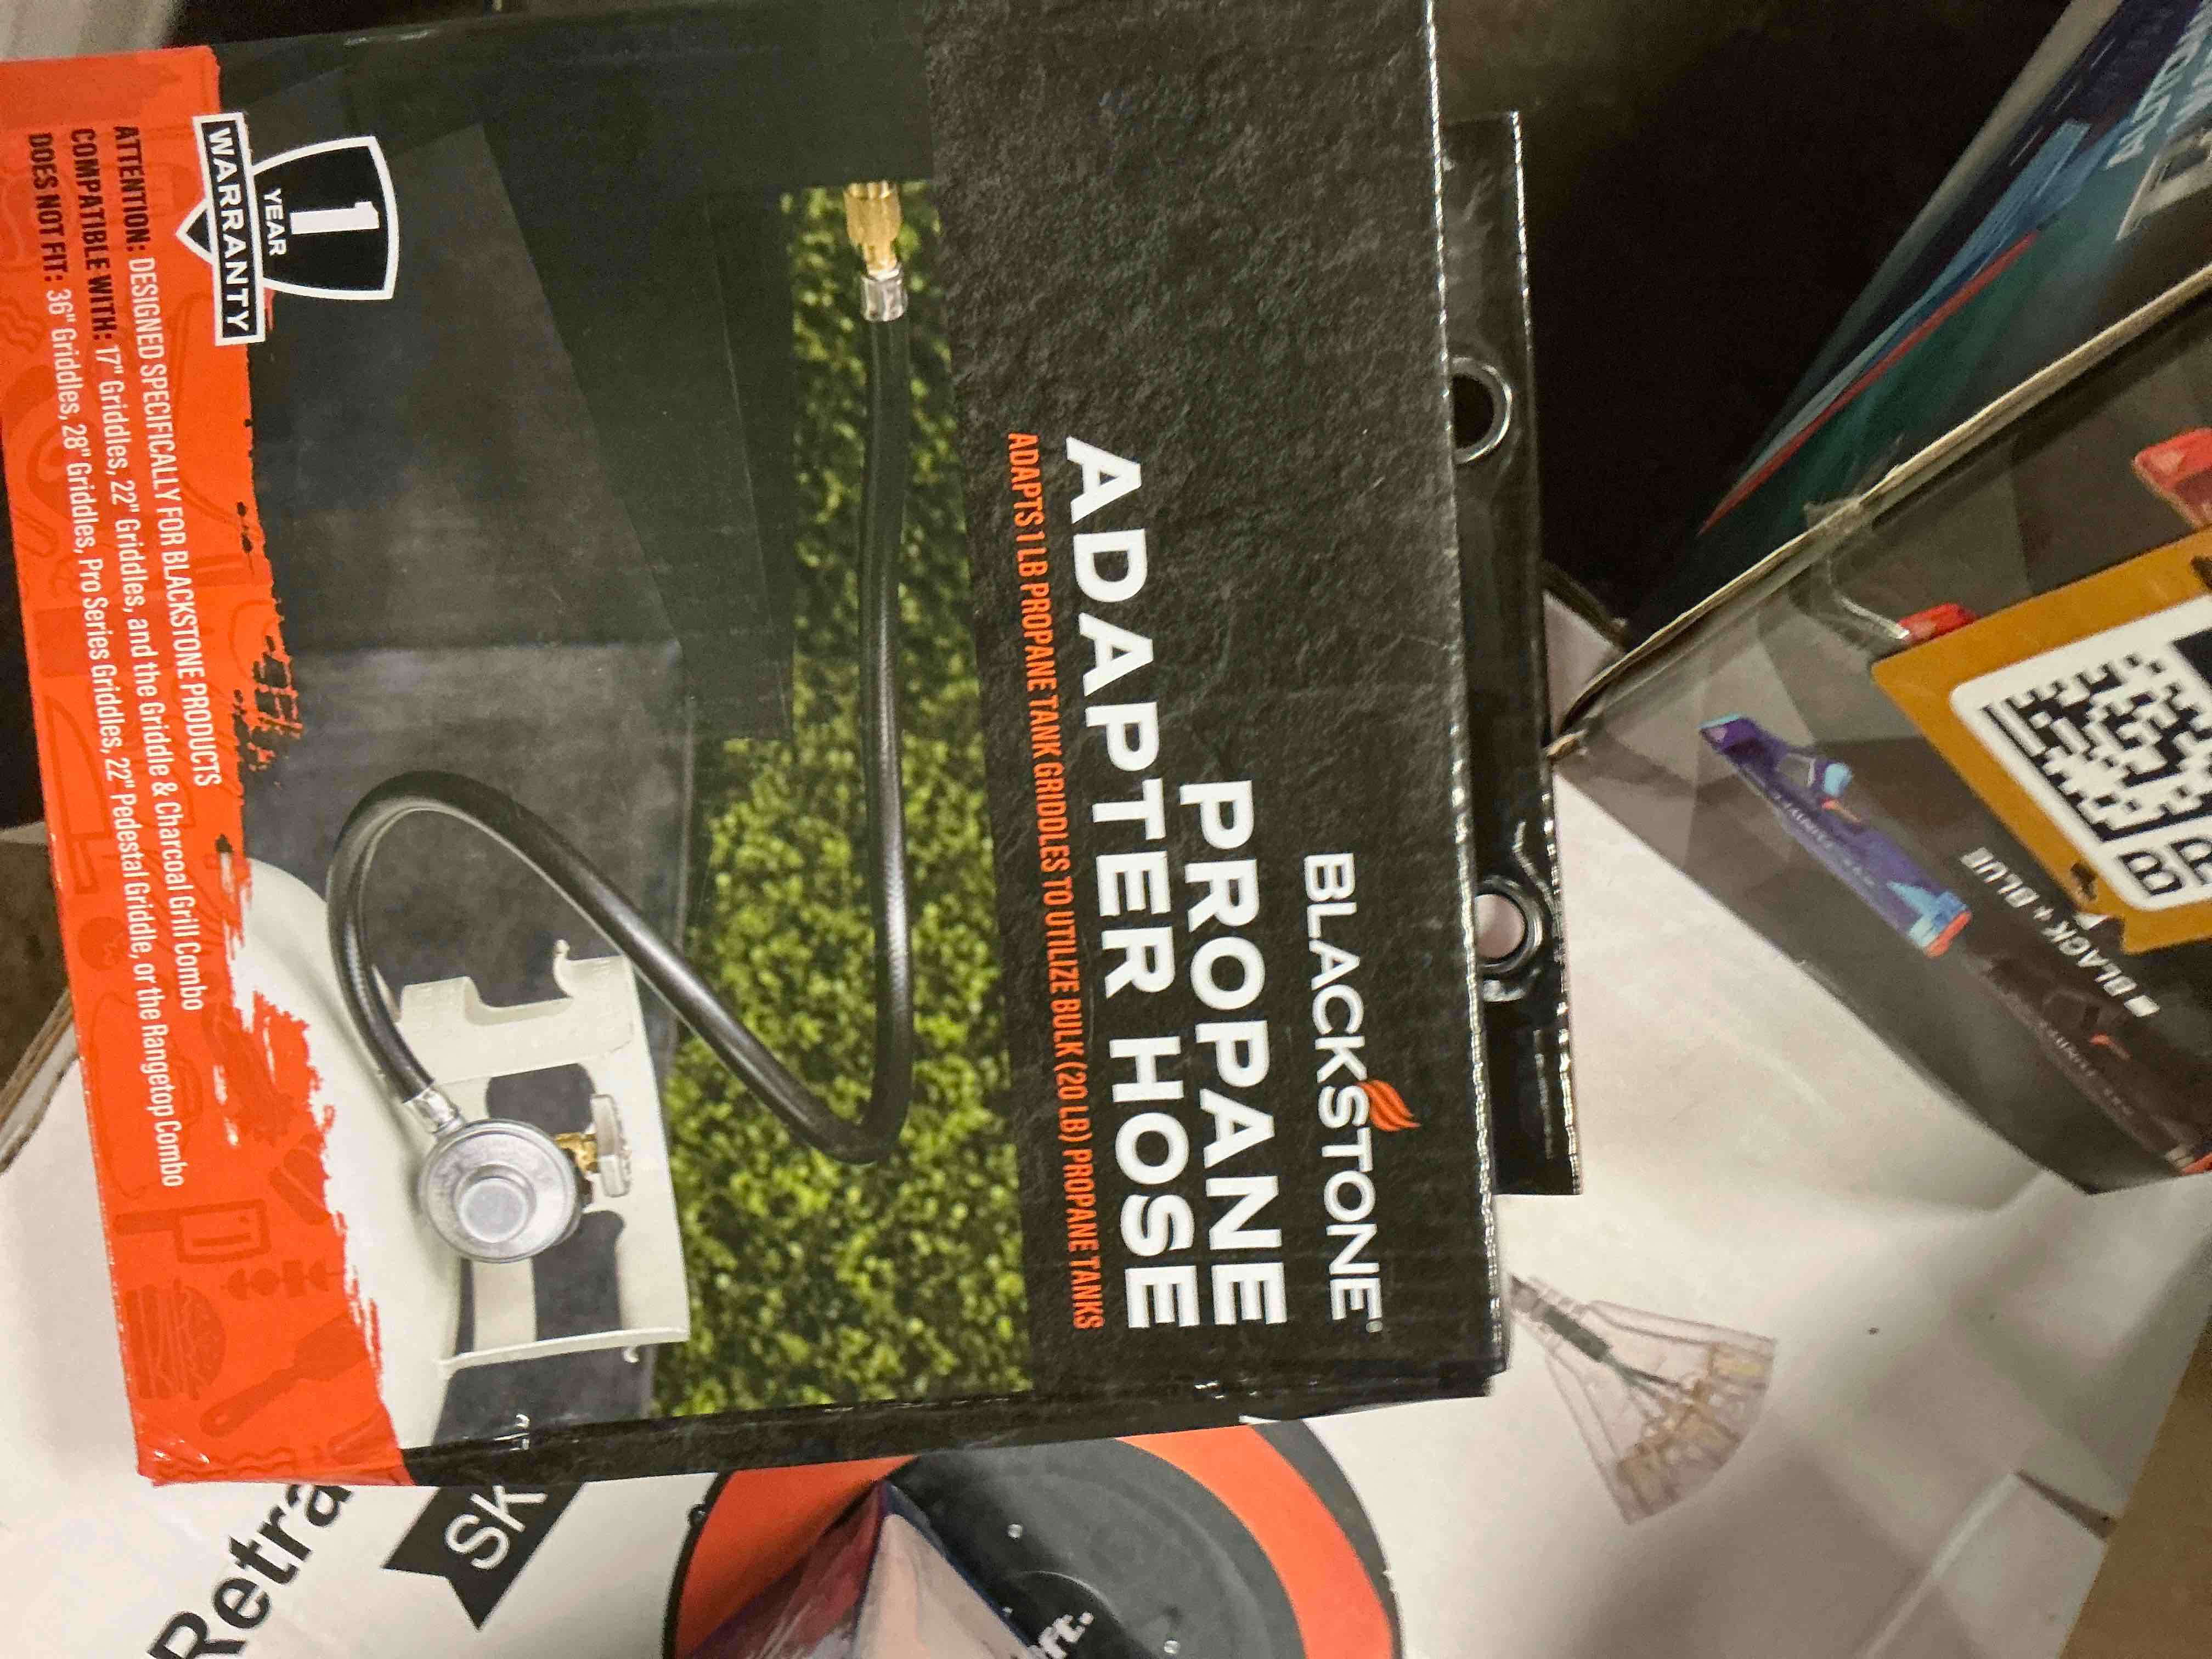 BLACKSTONE
PROPANE
ADAPTER HOSE
ADAPTS 1 LB PROPANE TANK GRIDDLES TO UTILIZE BULK (20 LB) PROPANE TANKS
1
YEAR
WARRANTY
ATTENTION: DESIGNED SPECIFICALLY FOR BLACKSTONE PRODUCTS
COMPATIBLE WITH: 17" Griddles, 22" Griddles, and the Griddle & Charcoal Grill Combo
DOES NOT FIT: 36" Griddles, 28" Griddles, Pro Series Griddles, 22" Pedestal Griddle, or the Rangetop Combo
BLACK + BLUE
Retra
SK
ft.